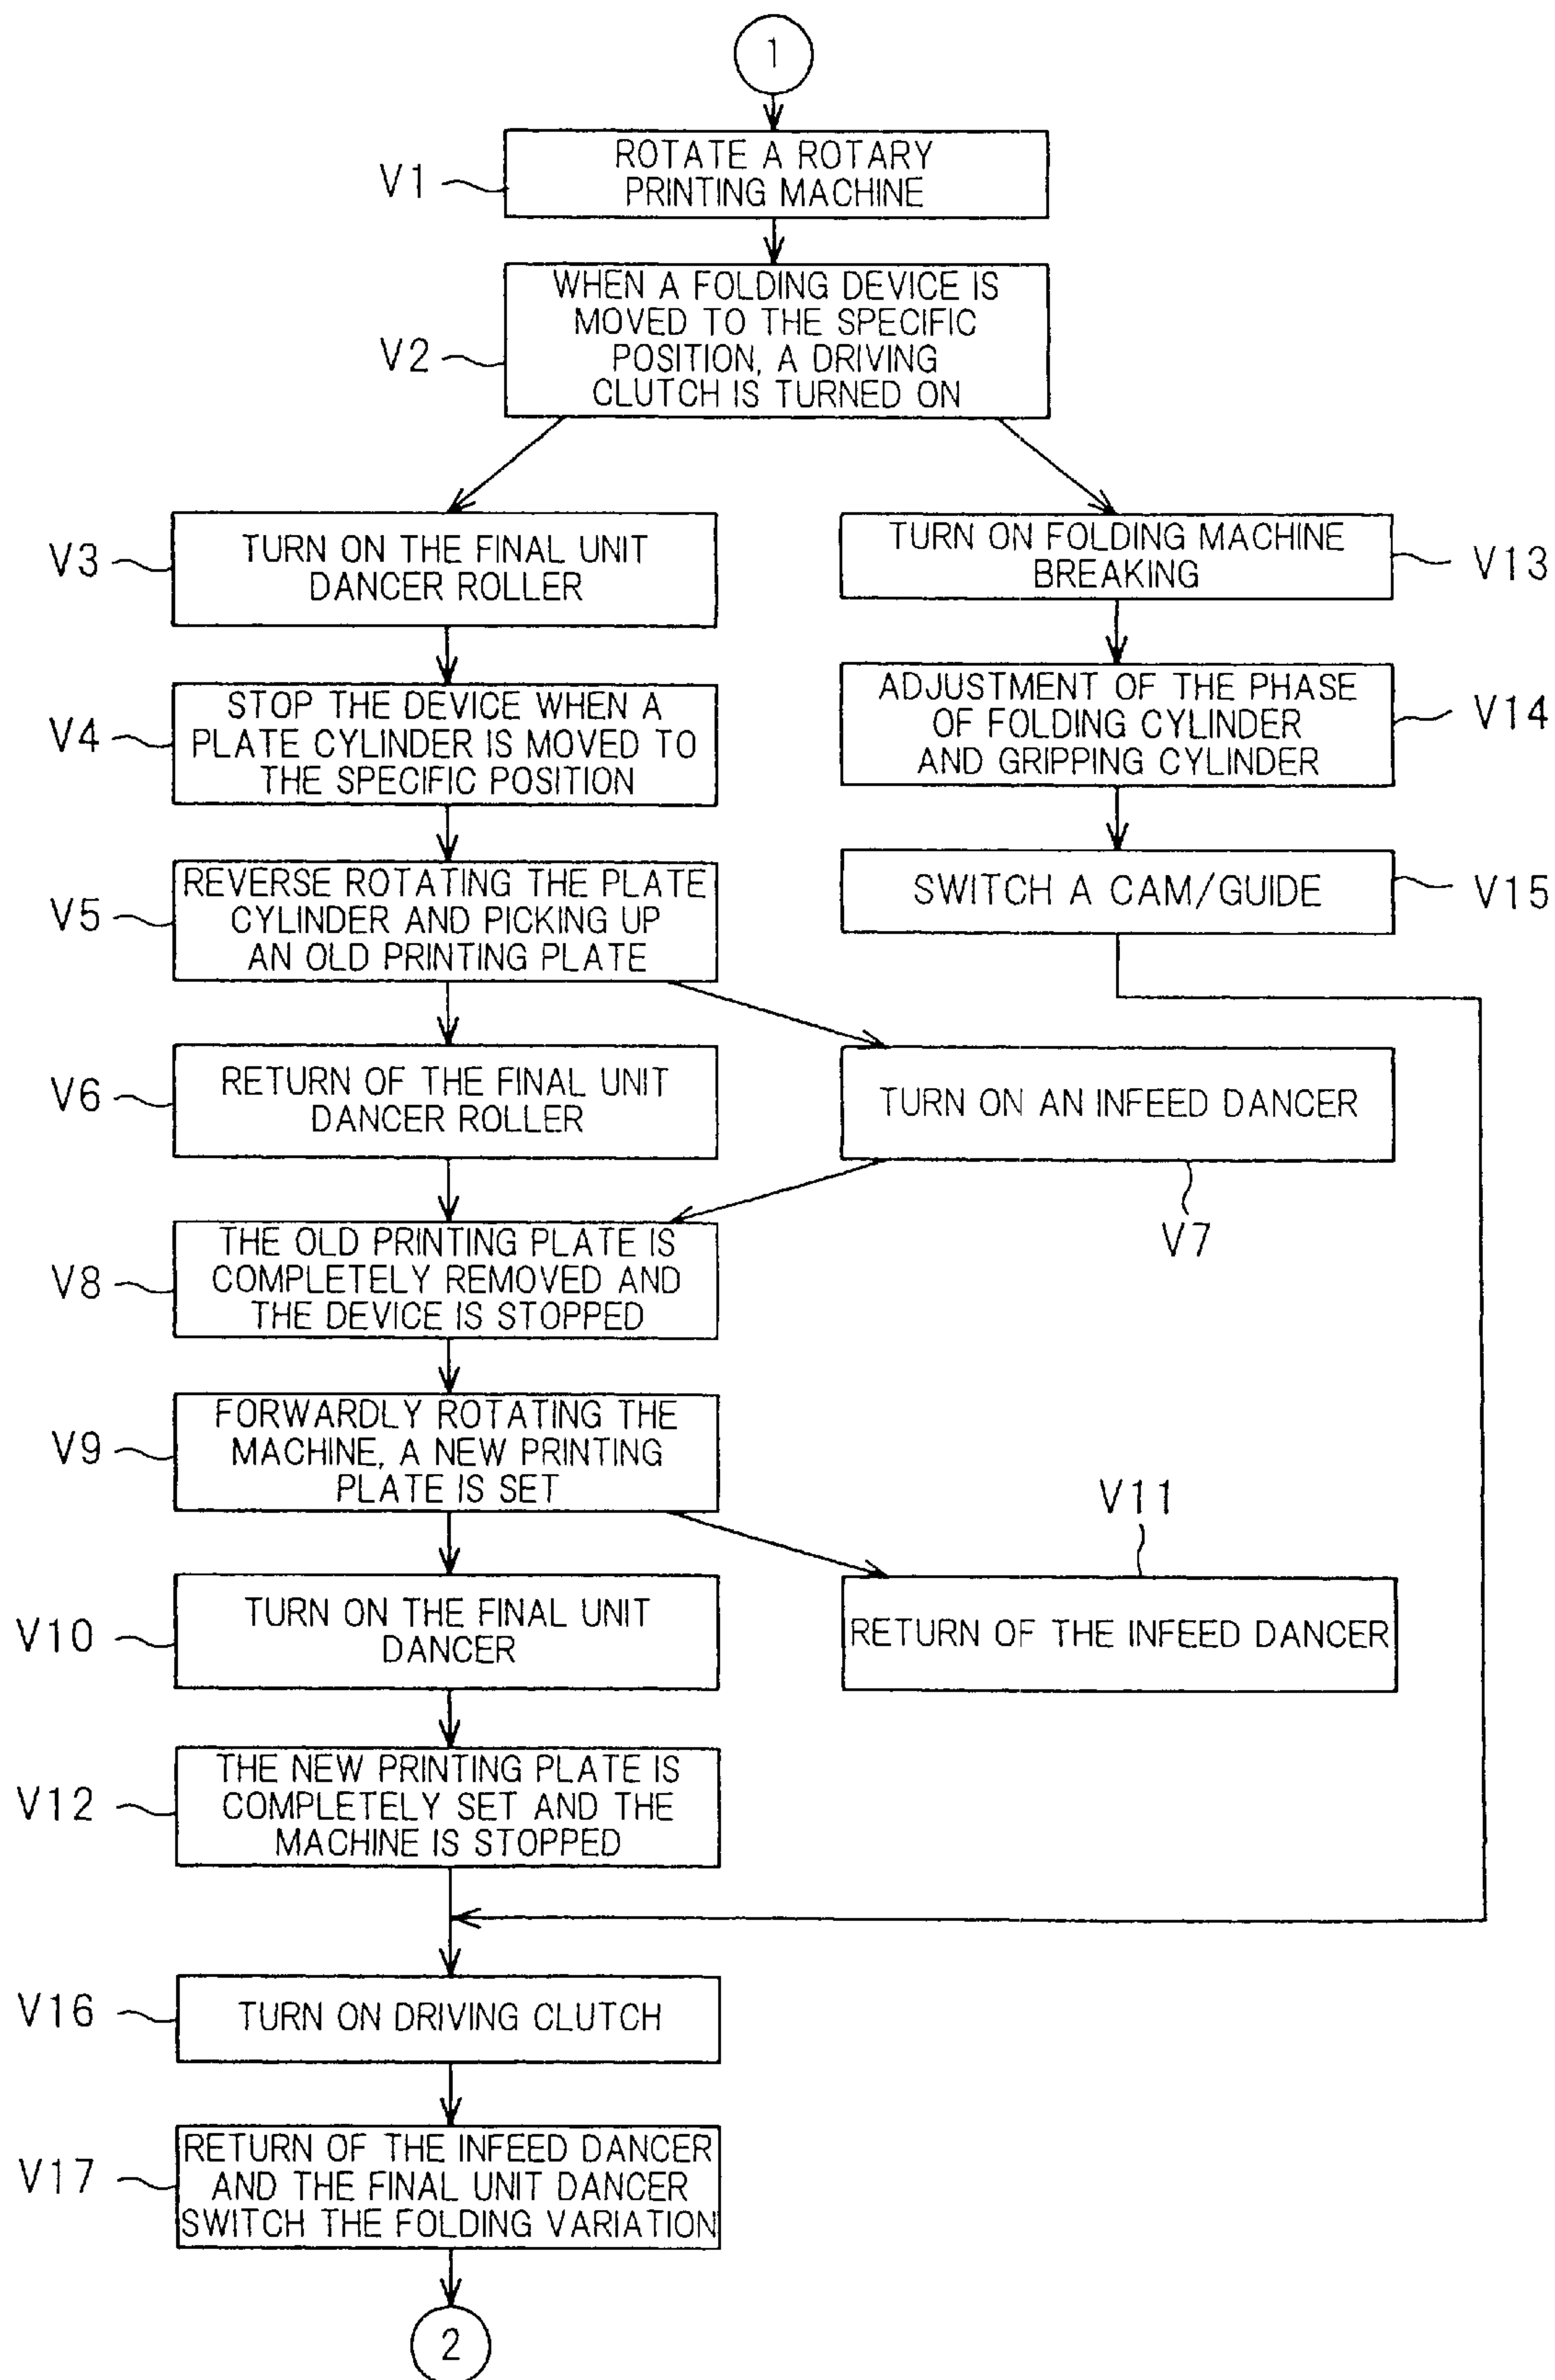 1
V1
ROTATE A ROTARY
PRINTING MACHINE
V2
WHEN A FOLDING DEVICE IS
MOVED TO THE SPECIFIC
POSITION, A DRIVING
CLUTCH IS TURNED ON
V3
TURN ON THE FINAL UNIT
DANCER ROLLER
TURN ON FOLDING MACHINE
BREAKING
V13
V4
STOP THE DEVICE WHEN A
PLATE CYLINDER IS MOVED TO
THE SPECIFIC POSITION
ADJUSTMENT OF THE PHASE
OF FOLDING CYLINDER
AND GRIPPING CYLINDER
V14
V5
REVERSE ROTATING THE PLATE
CYLINDER AND PICKING UP
AN OLD PRINTING PLATE
SWITCH A CAM/GUIDE
V15
V6
RETURN OF THE FINAL UNIT
DANCER ROLLER
TURN ON AN INFEED DANCER
V7
V8
THE OLD PRINTING PLATE IS
COMPLETELY REMOVED AND
THE DEVICE IS STOPPED
V9
FORWARDLY ROTATING THE
MACHINE, A NEW PRINTING
PLATE IS SET
V11
V10
TURN ON THE FINAL UNIT
DANCER
RETURN OF THE INFEED DANCER
V12
THE NEW PRINTING PLATE IS
COMPLETELY SET AND THE
MACHINE IS STOPPED
V16
TURN ON DRIVING CLUTCH
V17
RETURN OF THE INFEED DANCER
AND THE FINAL UNIT DANCER
SWITCH THE FOLDING VARIATION
2